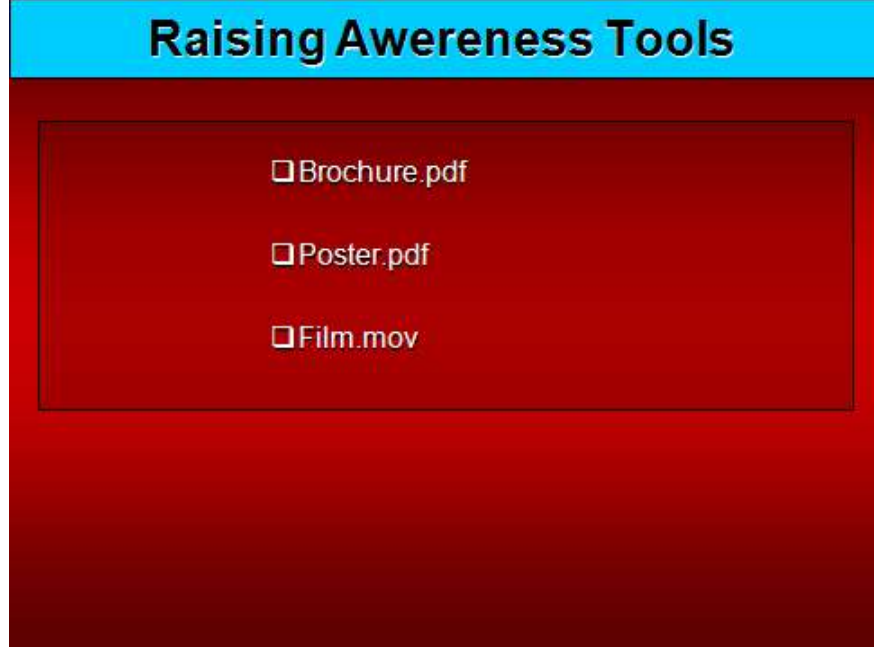 Raising Awereness Tools
❑Brochure.pdf
❑Poster.pdf
❑Film.mov